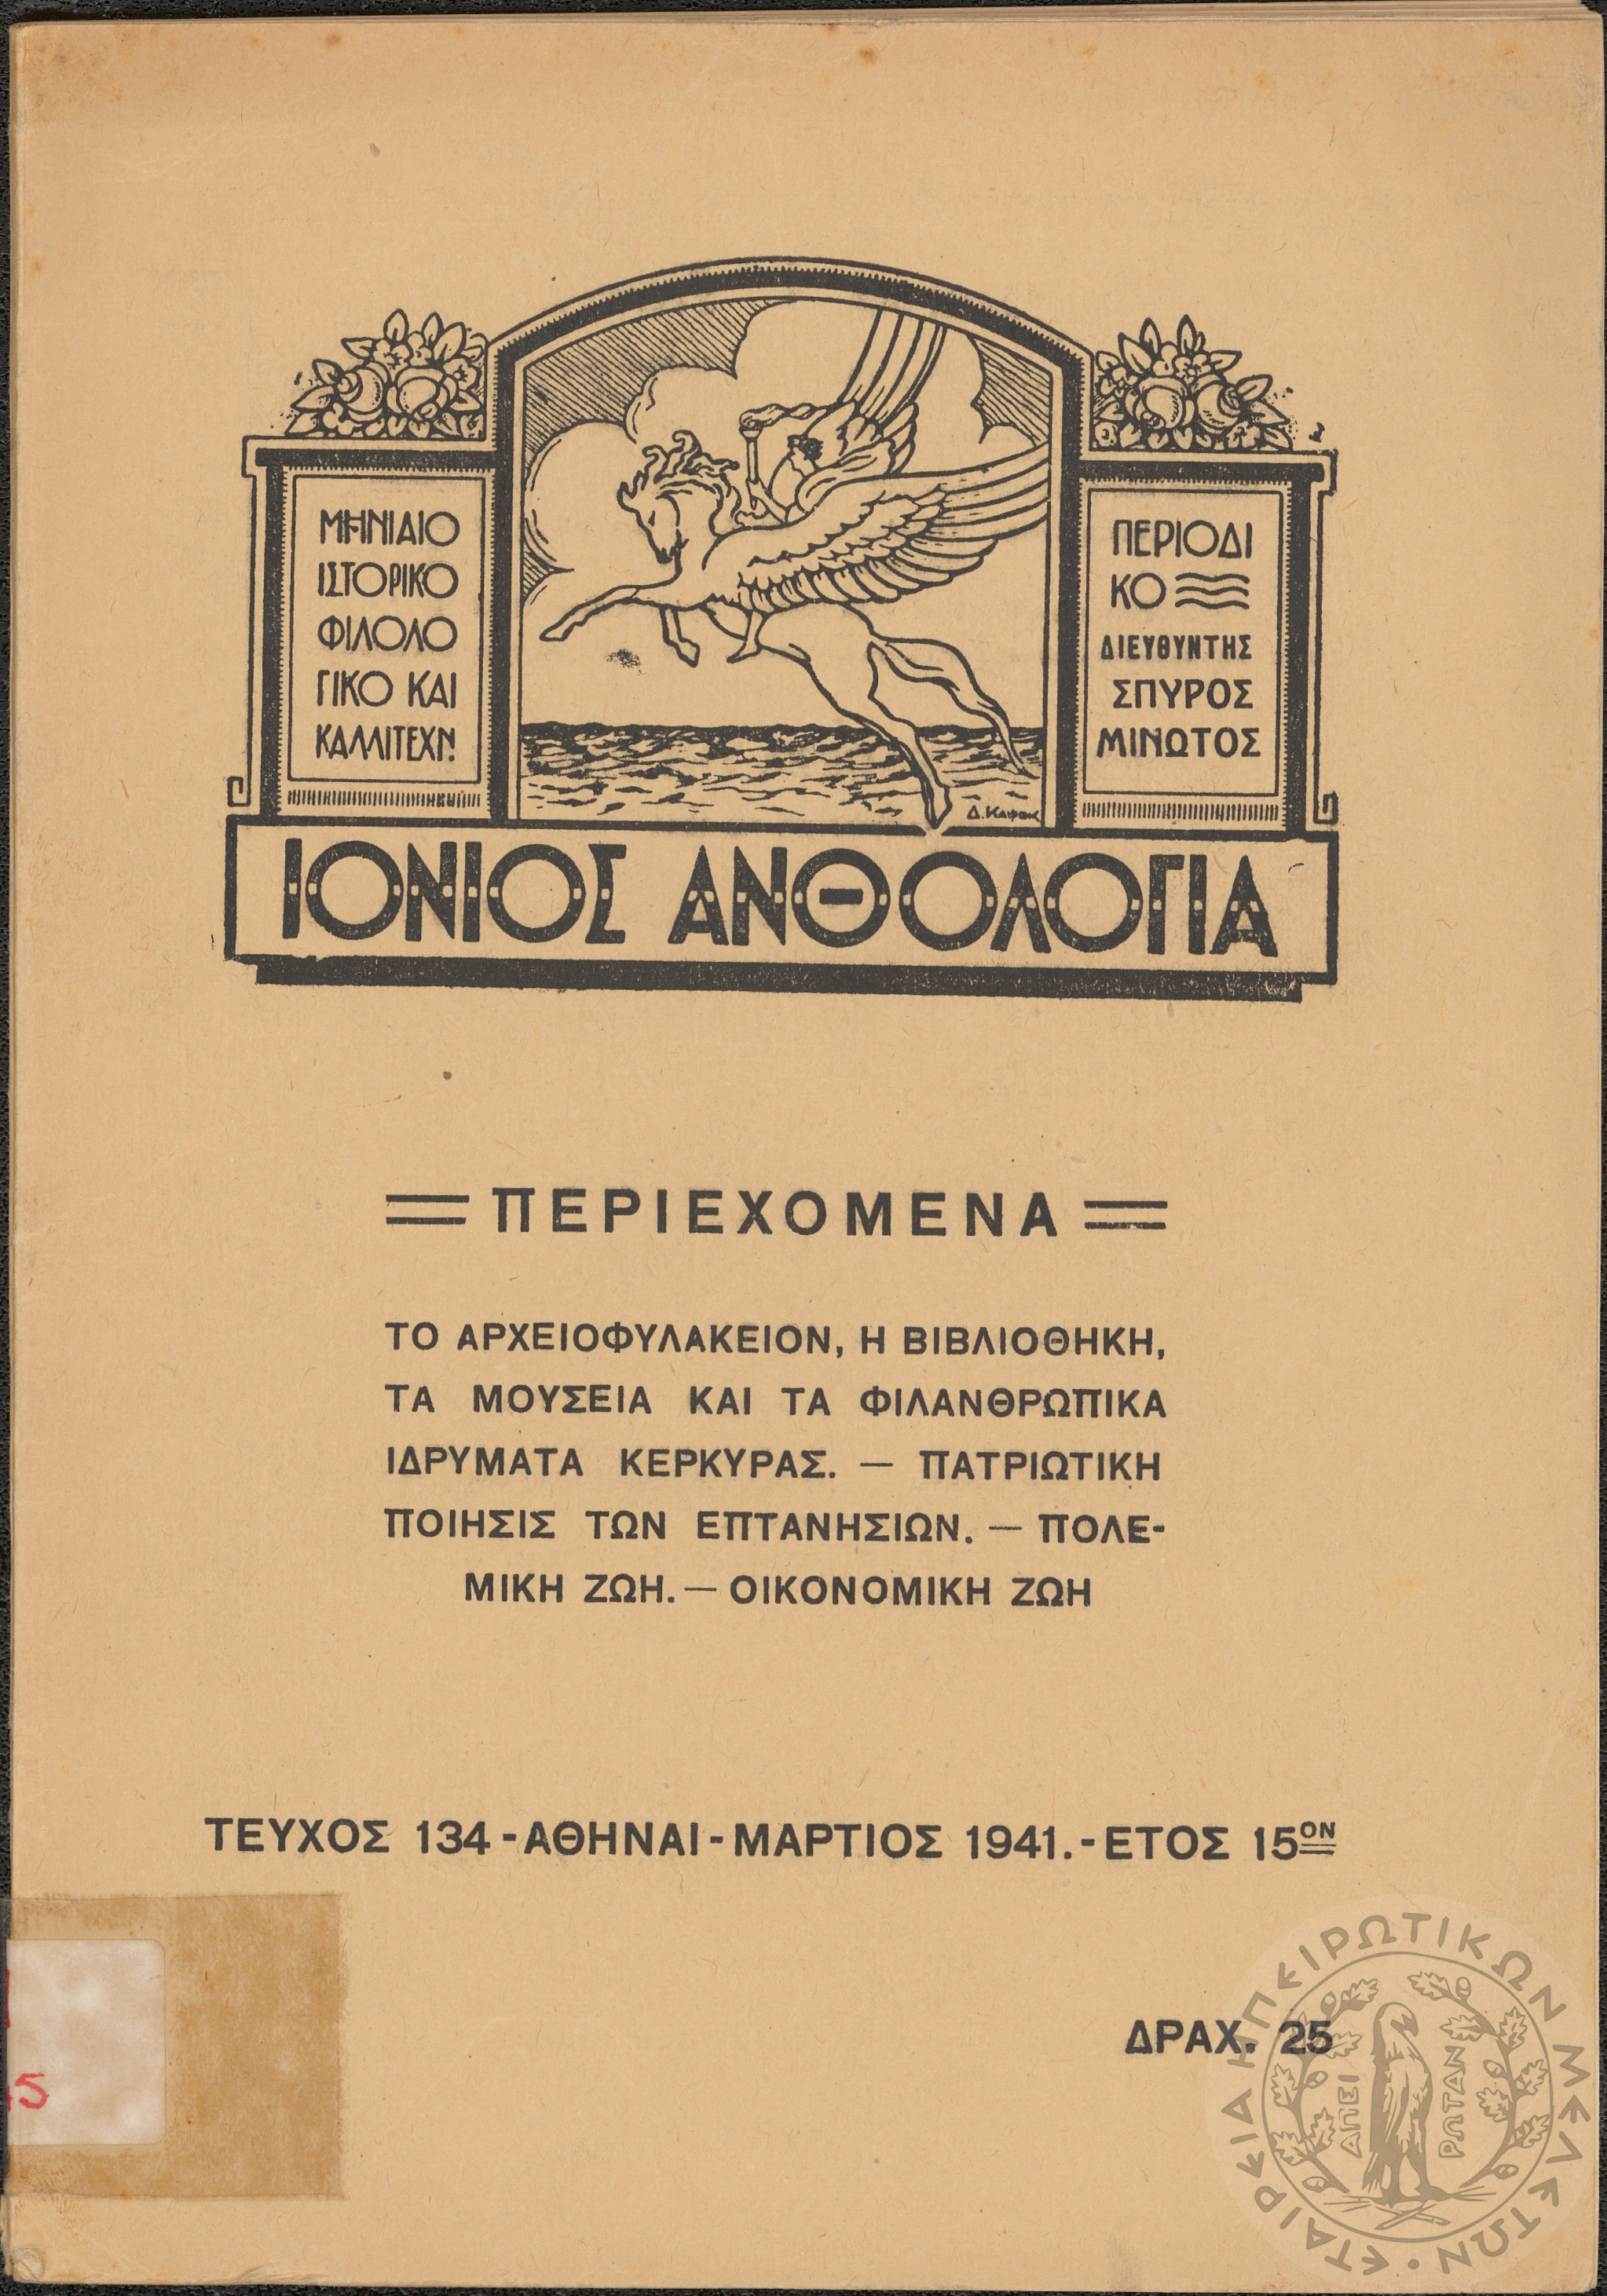 ΜΗΝΙΑΙΟ
ΙΣΤΟΡΙΚΟ
ΦΙΛΟΛΟ
ΓΙΚΟ ΚΑΙ
ΚΑΛΛΙΤΕΧΝ.
ΠΕΡΙΟΔΙ
ΚΟ
ΔΙΕΥΘΥΝΤΗΣ
ΣΠΥΡΟΣ
ΜΙΝΩΤΟΣ
ΙΟΝΙΟΣ ΑΝΘΟΛΟΓΙΑ
ΠΕΡΙΕΧΟΜΕΝΑ
ΤΟ ΑΡΧΕΙΟΦΥΛΑΚΕΙΟΝ, Η ΒΙΒΛΙΟΘΗΚΗ,
ΤΑ ΜΟΥΣΕΙΑ ΚΑΙ ΤΑ ΦΙΛΑΝΘΡΩΠΙΚΑ
ΙΔΡΥΜΑΤΑ ΚΕΡΚΥΡΑΣ. — ΠΑΤΡΙΩΤΙΚΗ
ΠΟΙΗΣΙΣ ΤΩΝ ΕΠΤΑΝΗΣΙΩΝ. — ΠΟΛΕ-
ΜΙΚΗ ΖΩΗ. — ΟΙΚΟΝΟΜΙΚΗ ΖΩΗ
ΤΕΥΧΟΣ 134 - ΑΘΗΝΑΙ - ΜΑΡΤΙΟΣ 1941. - ΕΤΟΣ 15ΟΝ
ΔΡΑΧ. 25
ΕΤΑΙΡΕΙΑ ΗΠΕΙΡΩΤΙΚΩΝ ΜΕΛΕΤΩΝ
ΑΠΕΙ
ΡΩΤΑΝ